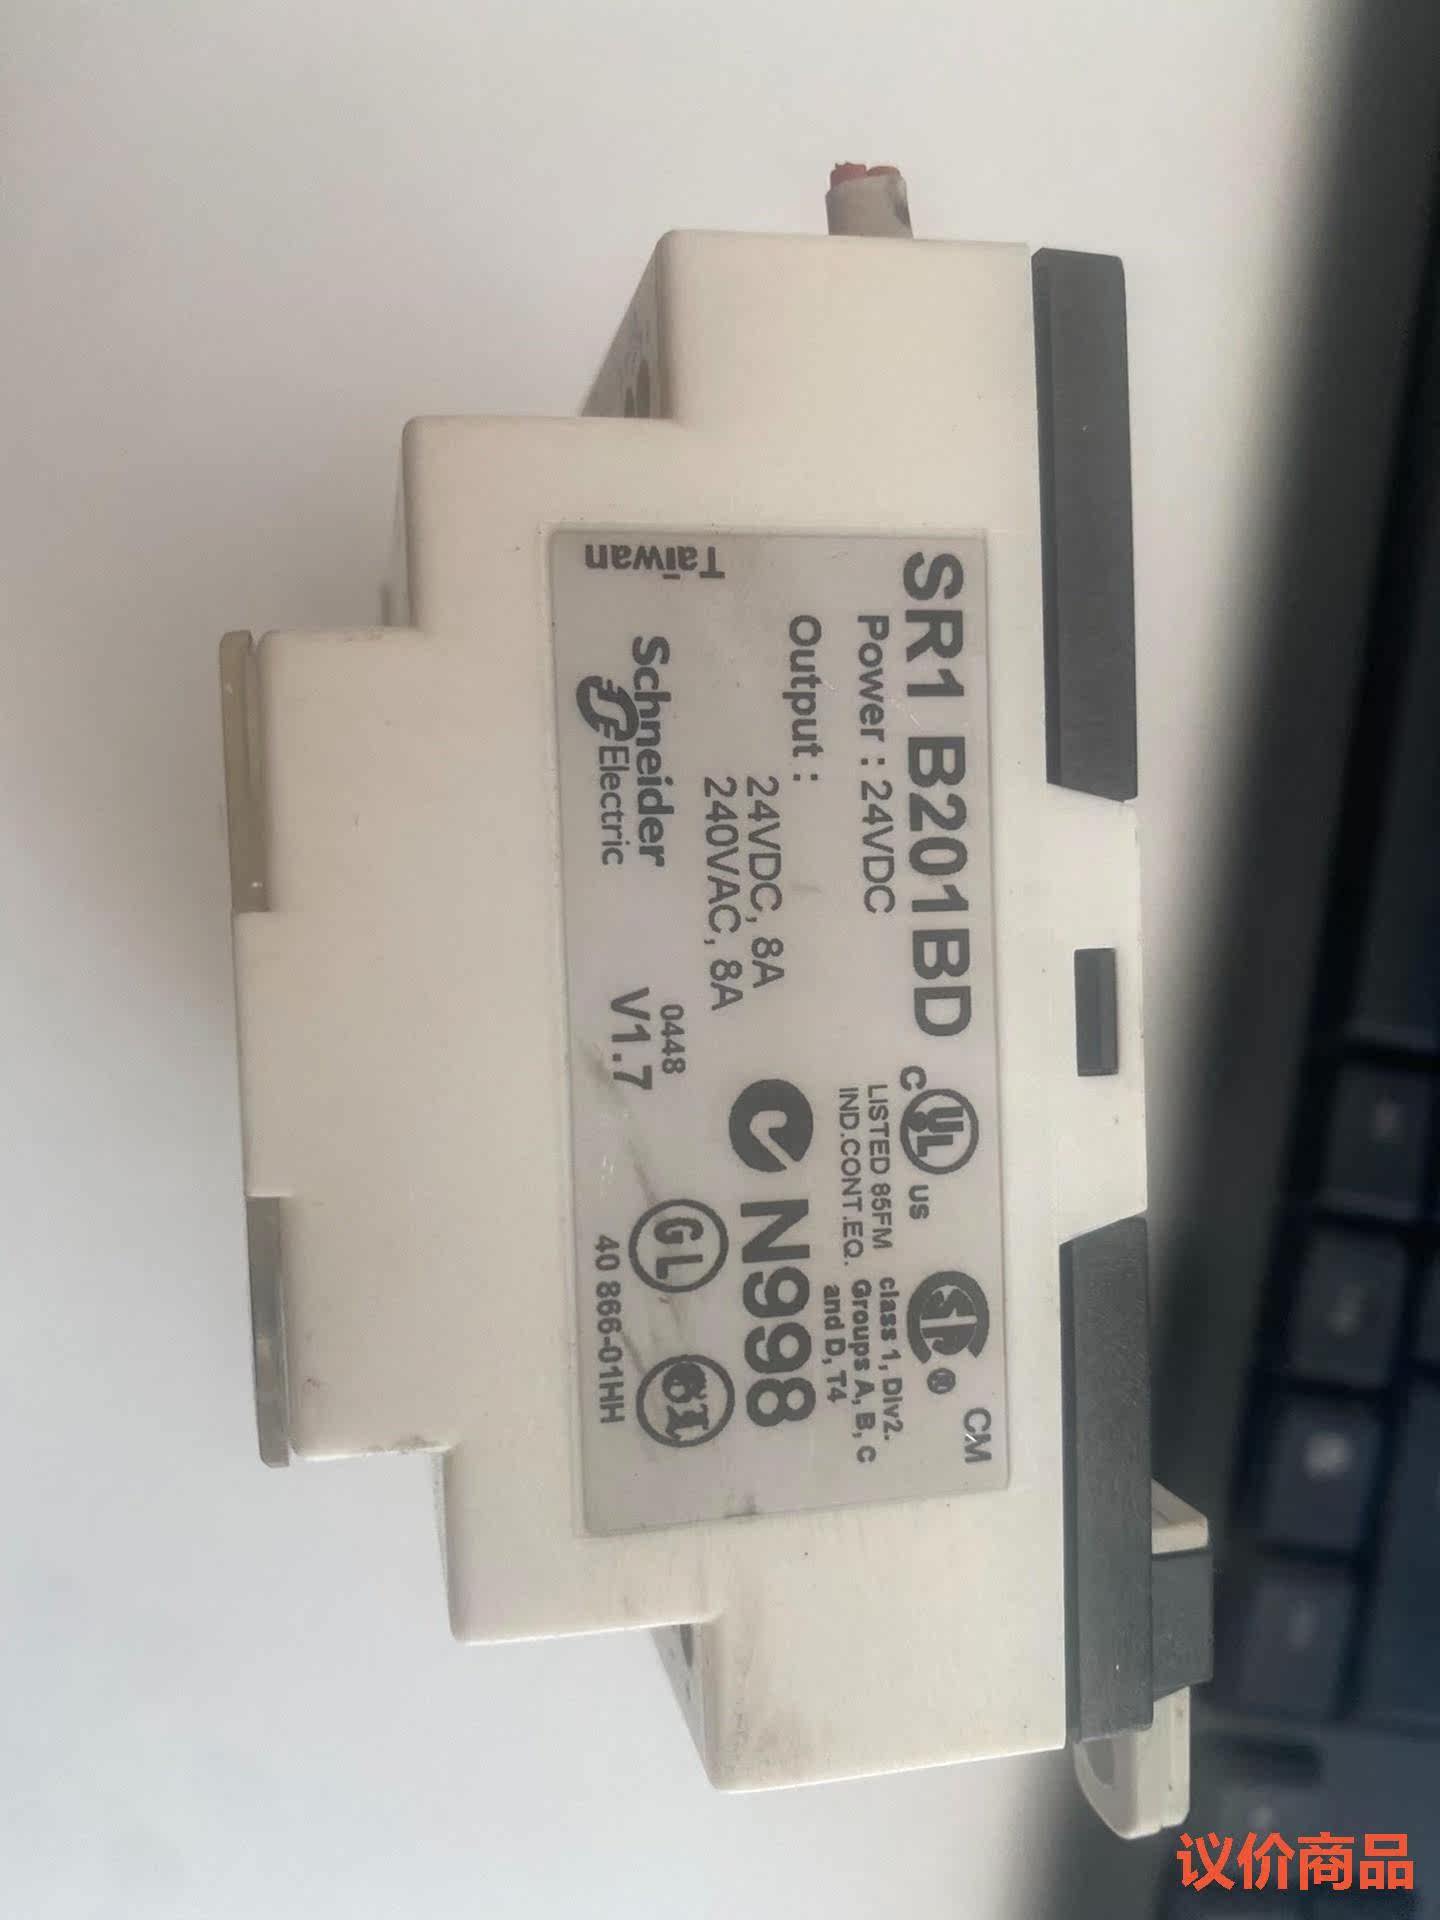 SR1 B201BD
Power : 24VDC
Output :
24VDC, 8A
240VAC, 8A
Taiwan
Schneider
Electric
0448
V1.7
C UL US
LISTED 85FM
IND.CONT.EQ.
CM
class 1, Div2.
Groups A, B, C
and D, T4
N998
GL
40 866-01HH
议价商品